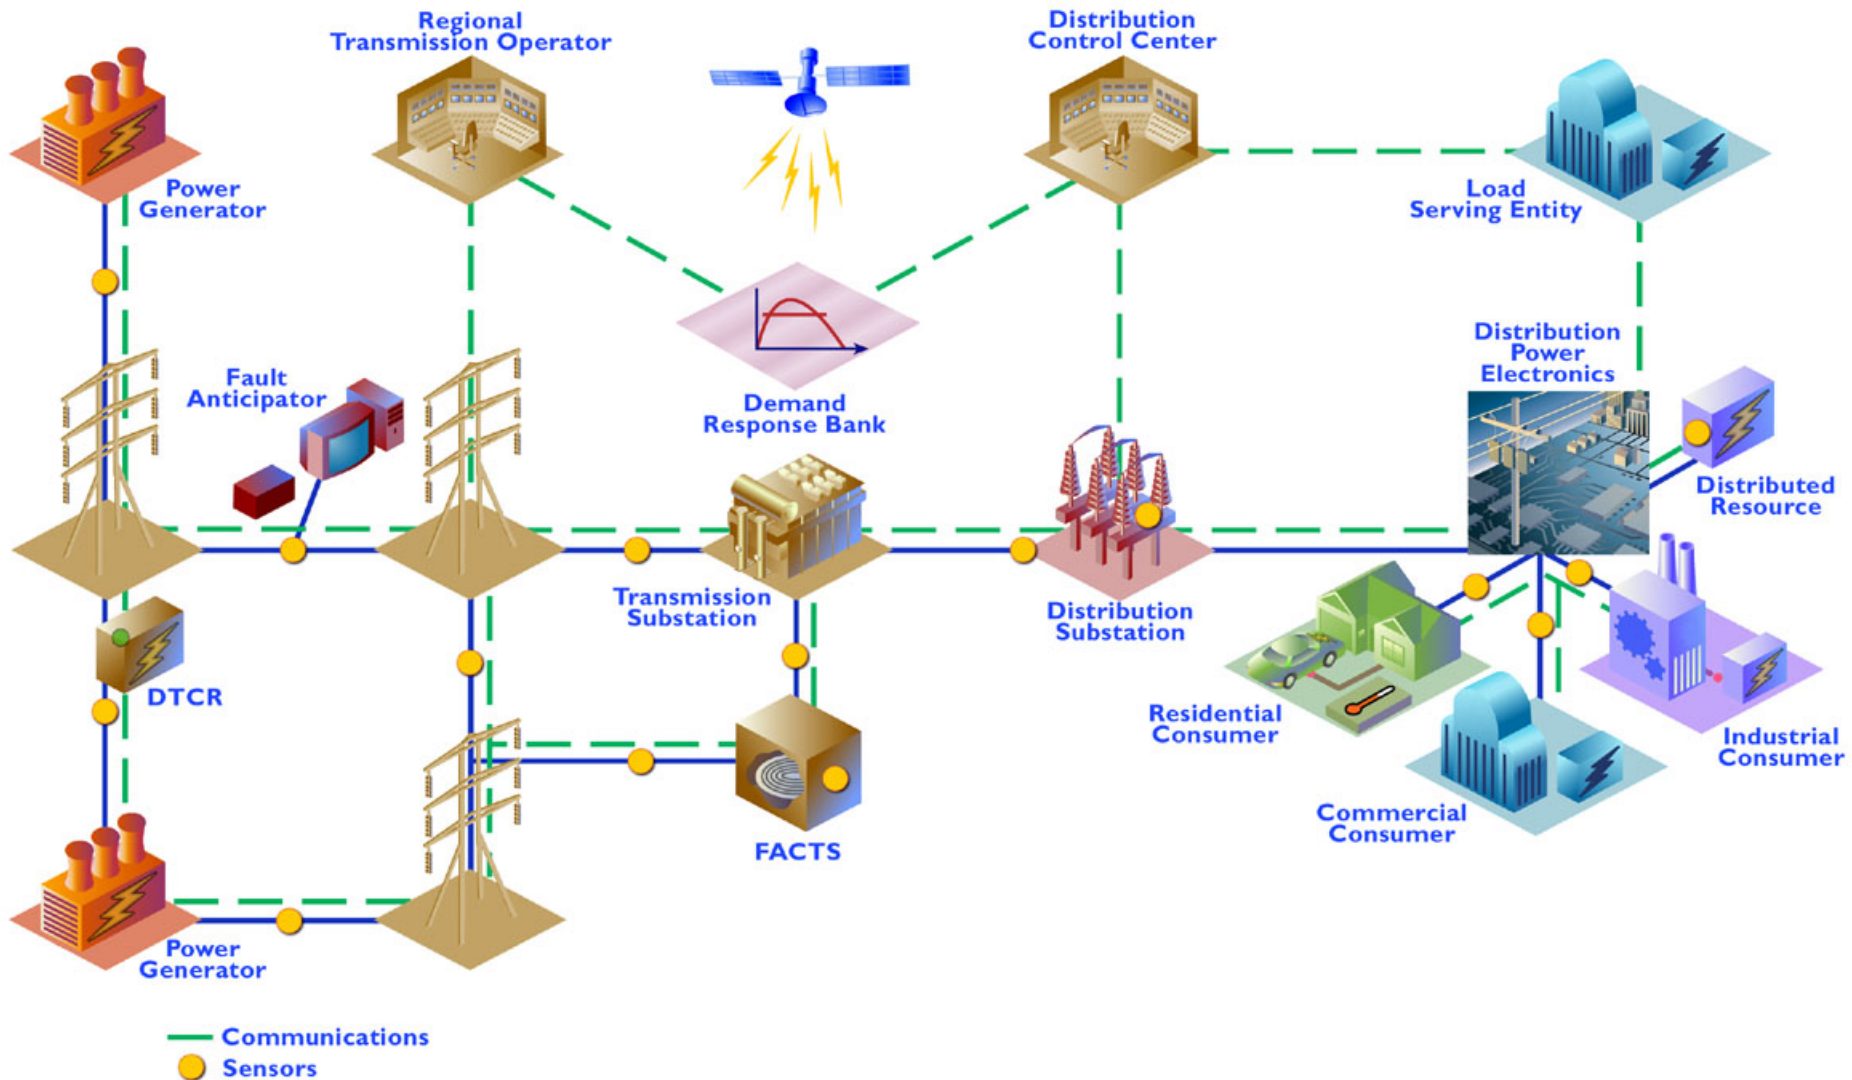 Regional
Transmission Operator
Distribution
Control Center
Power
Generator
Load
Serving Entity
Distribution
Power
Electronics
Fault
Anticipator
Demand
Response Bank
Distributed
Resource
Transmission
Substation
Distribution
Substation
DTCR
Residential
Consumer
Industrial
Consumer
Commercial
Consumer
FACTS
Power
Generator
Communications
Sensors